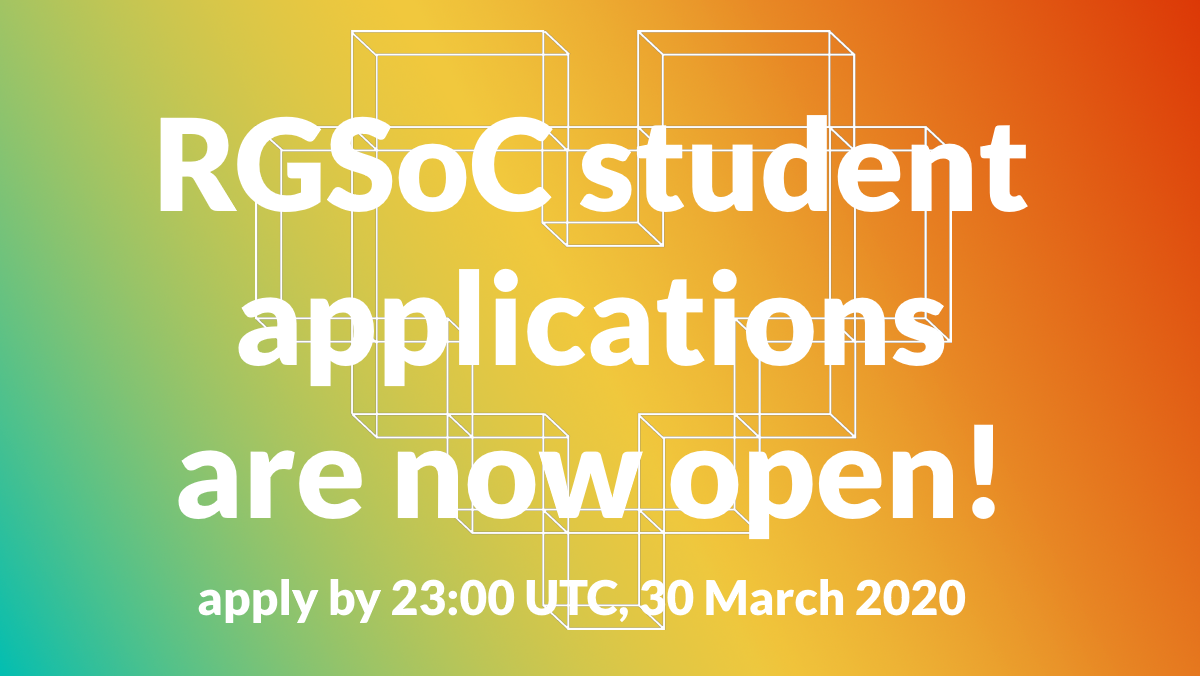 RGSoC student
applications
are now open!
apply by 23:00 UTC, 30 March 2020